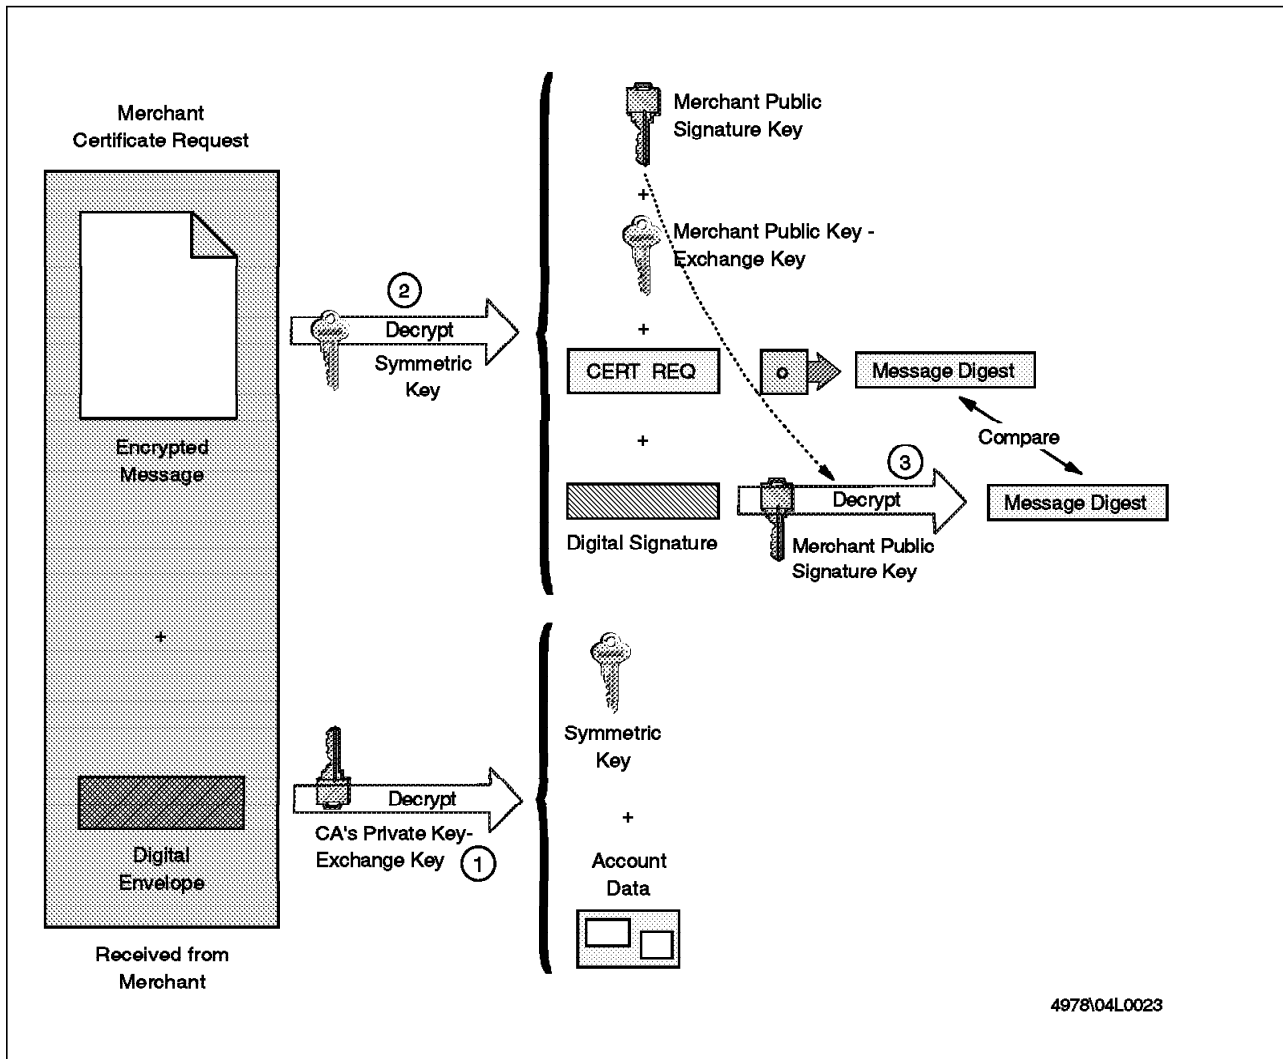 Merchant
Certificate Request
Encrypted
Message
+
Digital
Envelope
Received from
Merchant
2
Decrypt
Symmetric
Key
Decrypt
CA's Private Key-
Exchange Key
1
Merchant Public
Signature Key
+
Merchant Public Key -
Exchange Key
+
CERT REQ
Message Digest
+
Compare
3
Decrypt
Message Digest
Digital Signature
Merchant Public
Signature Key
Symmetric
Key
+
Account
Data
4978\04L0023